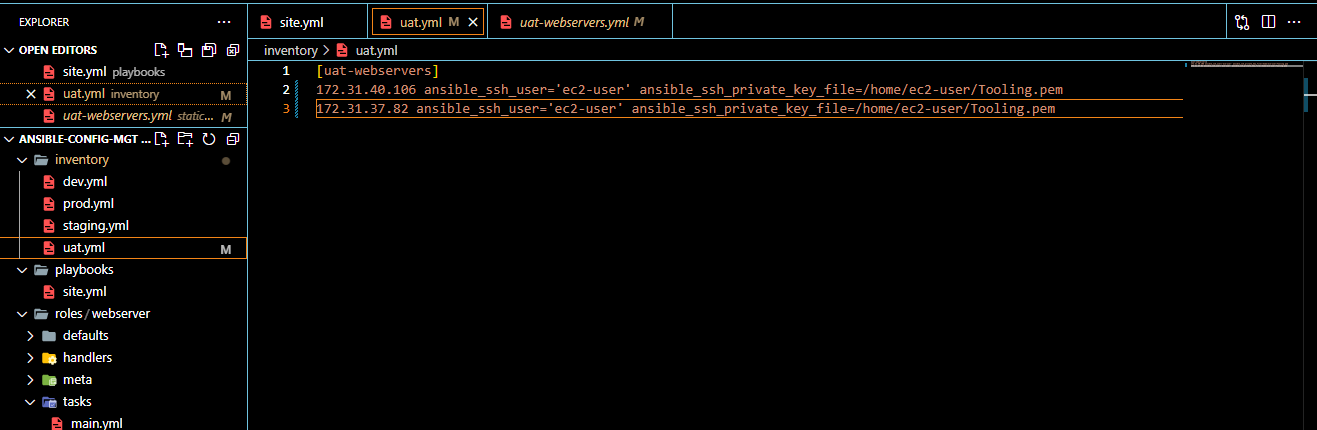 EXPLORER
OPEN EDITORS
site.yml playbooks
uat.yml inventory M
uat-webservers.yml static... M
ANSIBLE-CONFIG-MGT ...
inventory
dev.yml
prod.yml
staging.yml
uat.yml M
playbooks
site.yml
roles / webserver
defaults
handlers
meta
tasks
main.yml
site.yml
uat.yml M
uat-webservers.yml M
inventory > uat.yml
1 [uat-webservers]
2 172.31.40.106 ansible_ssh_user='ec2-user' ansible_ssh_private_key_file=/home/ec2-user/Tooling.pem
3 172.31.37.82 ansible_ssh_user='ec2-user' ansible_ssh_private_key_file=/home/ec2-user/Tooling.pem